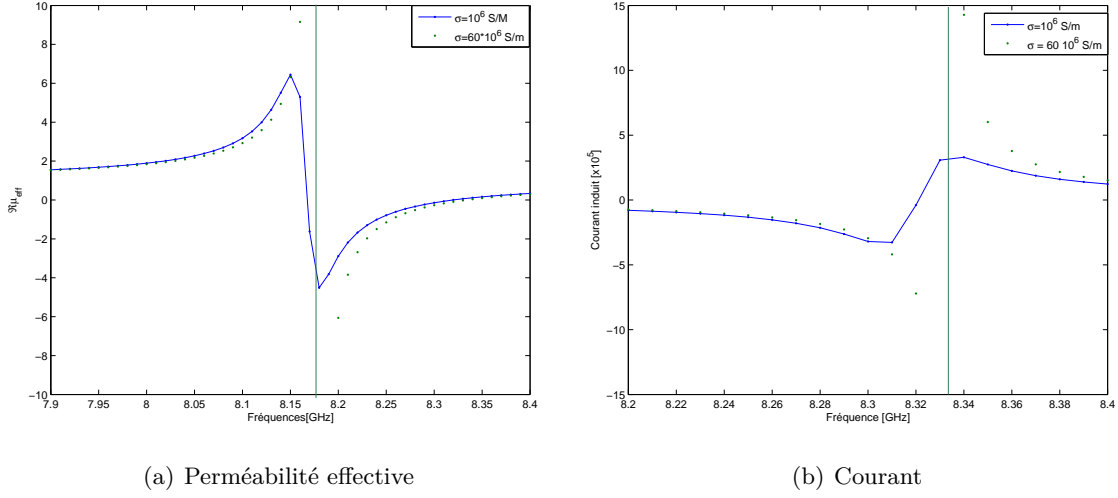 σ=10⁶ S/M
σ=60*10⁶ S/m
10
8
6
4
2
0
−2
−4
−6
−8
−10
ℜμeff
7.9 7.95 8 8.05 8.1 8.15 8.2 8.25 8.3 8.35 8.4
Fréquences[GHz]
(a) Perméabilité effective
σ=10⁶ S/m
σ = 60 10⁶ S/m
15
10
5
0
−5
−10
−15
Courant induit [x10⁵]
8.2 8.22 8.24 8.26 8.28 8.3 8.32 8.34 8.36 8.38 8.4
Fréquence [GHz]
(b) Courant